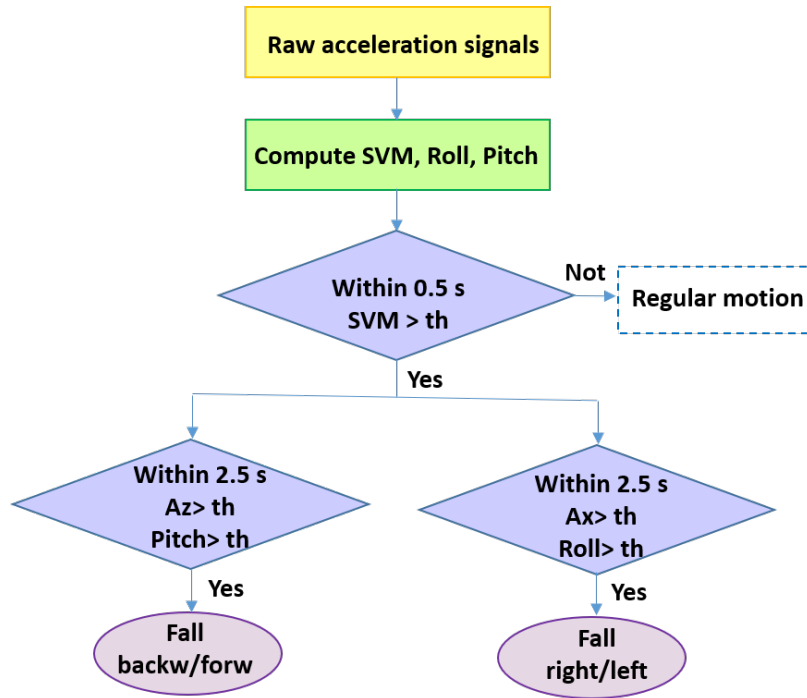 Raw acceleration signals
Compute SVM, Roll, Pitch
Within 0.5 s
SVM > th
Not
Regular motion
Yes
Within 2.5 s
Az> th
Pitch> th
Within 2.5 s
Ax> th
Roll> th
Yes
Yes
Fall
backw/forw
Fall
right/left